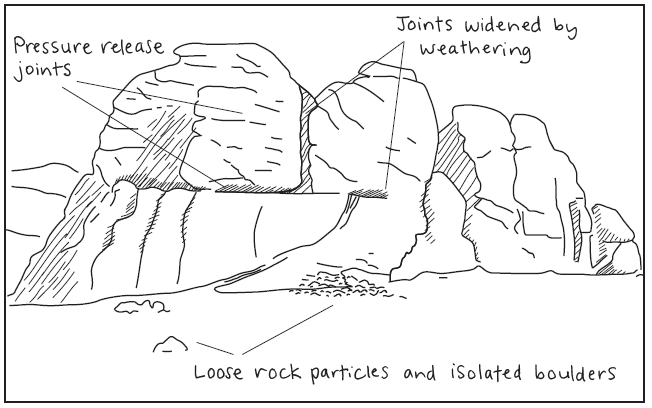 Pressure release
joints
Joints widened by
weathering
Loose rock particles and isolated boulders